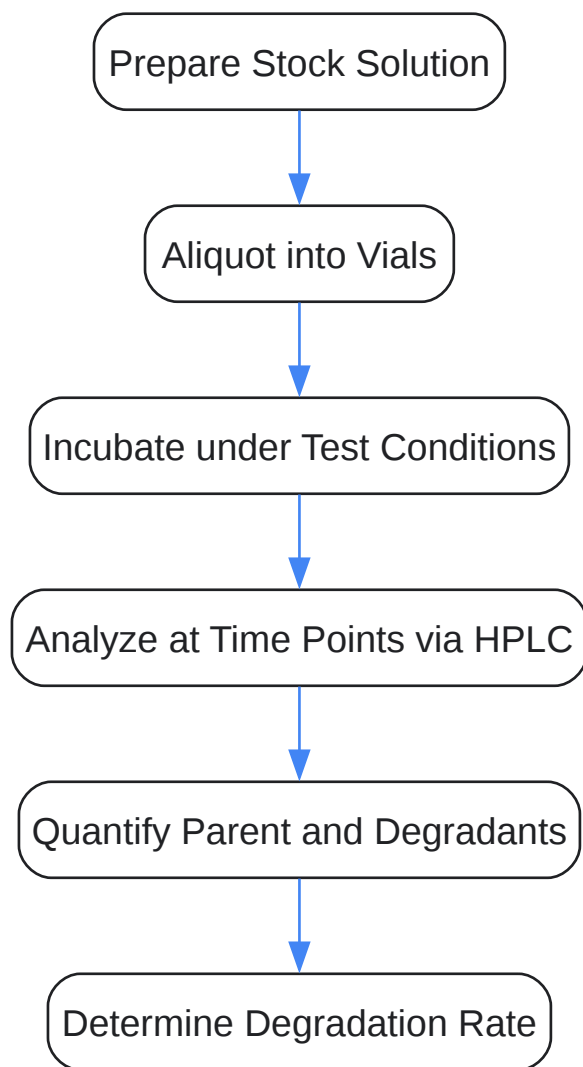 Prepare Stock Solution
Aliquot into Vials
Incubate under Test Conditions
Analyze at Time Points via HPLC
Quantify Parent and Degradants
Determine Degradation Rate